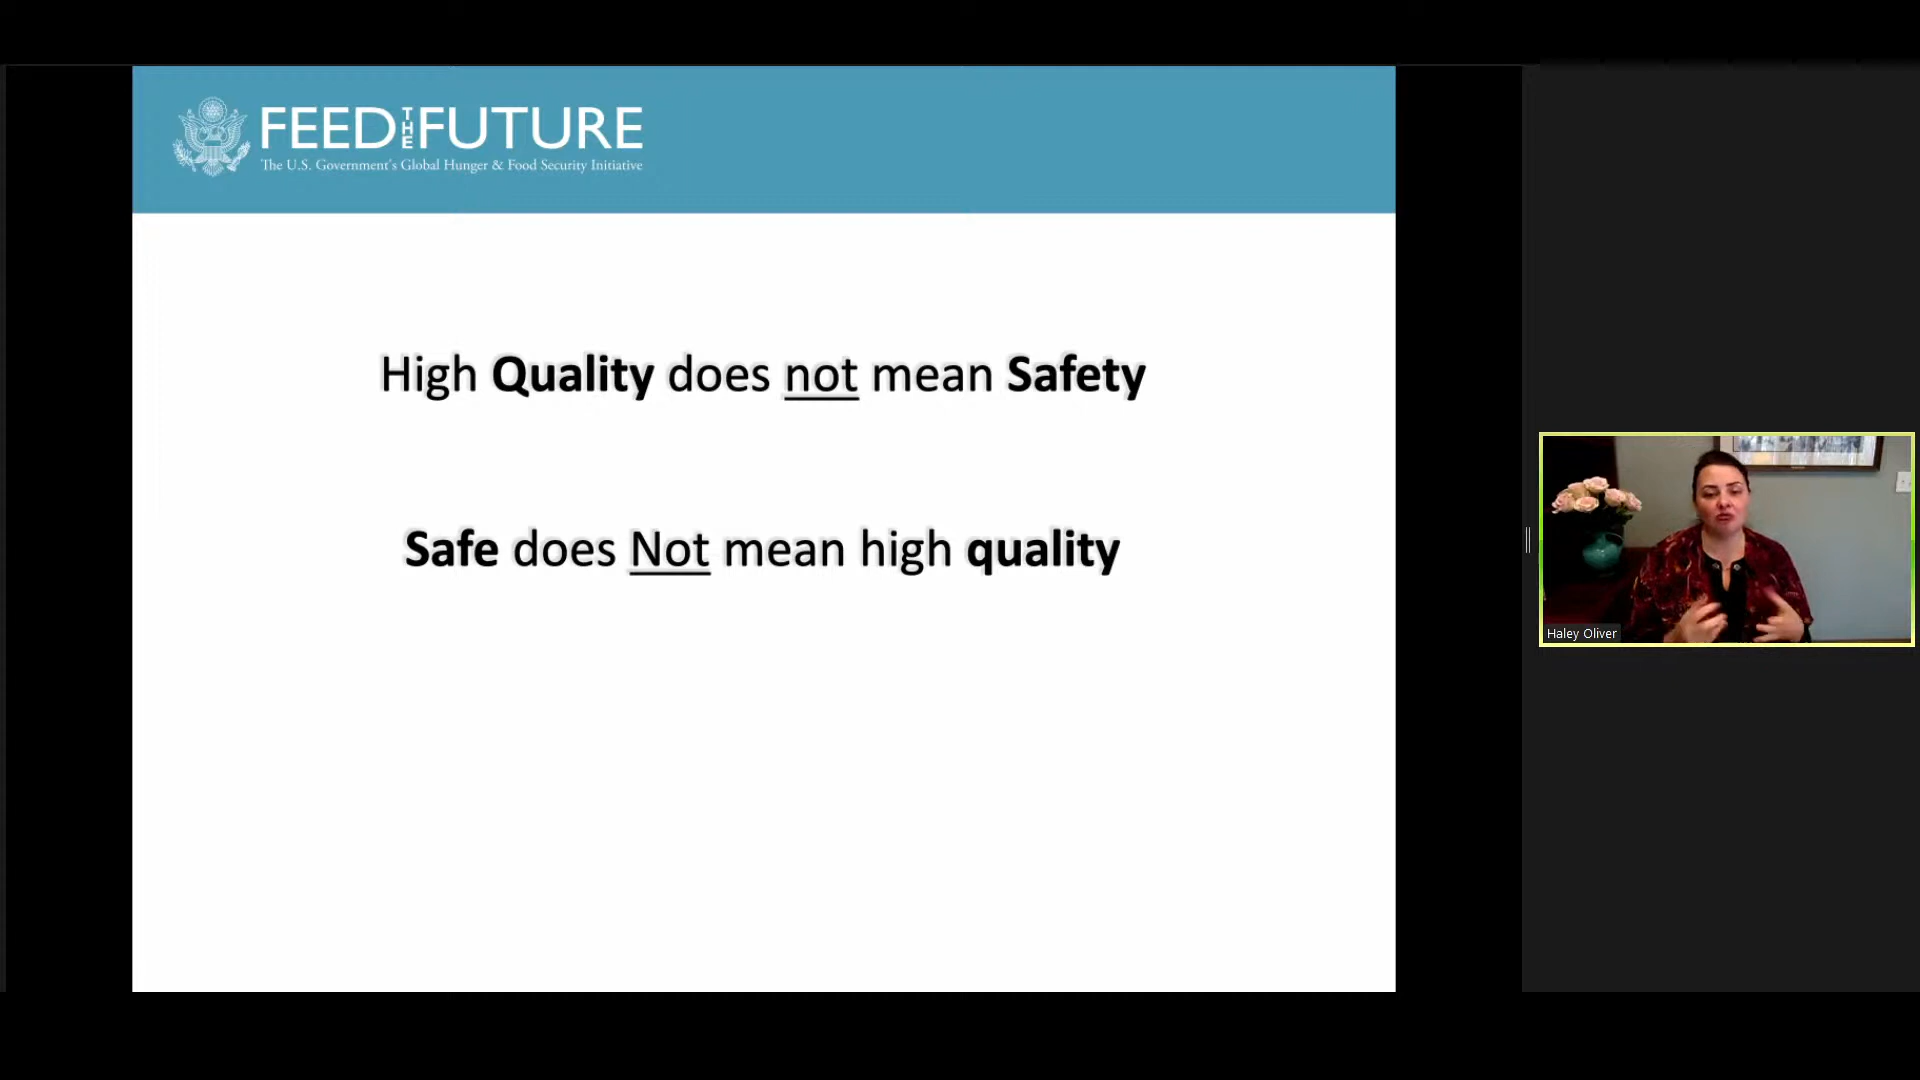 FEED THE FUTURE
The U.S. Government's Global Hunger & Food Security Initiative
High Quality does not mean Safety
Safe does Not mean high quality
Haley Oliver